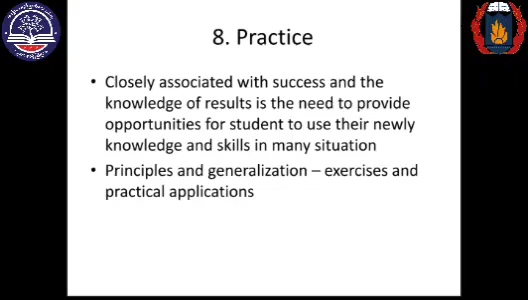 8. Practice
• Closely associated with success and the
knowledge of results is the need to provide
opportunities for student to use their newly
knowledge and skills in many situation
• Principles and generalization – exercises and
practical applications